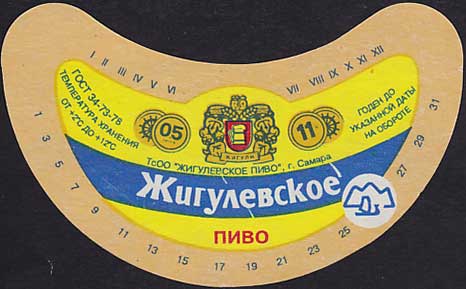 I II III IV V VI VII VIII IX X XI XII
ГОСТ 34-73-78
ТЕМПЕРАТУРА ХРАНЕНИЯ
ОТ +2°С ДО +12°С
05
ЖИГУЛИ
11
ГОДЕН ДО
УКАЗАННОЙ ДАТЫ
НА ОБОРОТЕ
ТсОО "ЖИГУЛЕВСКОЕ ПИВО", г. Самара
Жигулевское
ПИВО
1 3 5 7 9 11 13 15 17 19 21 23 25 27 29 31